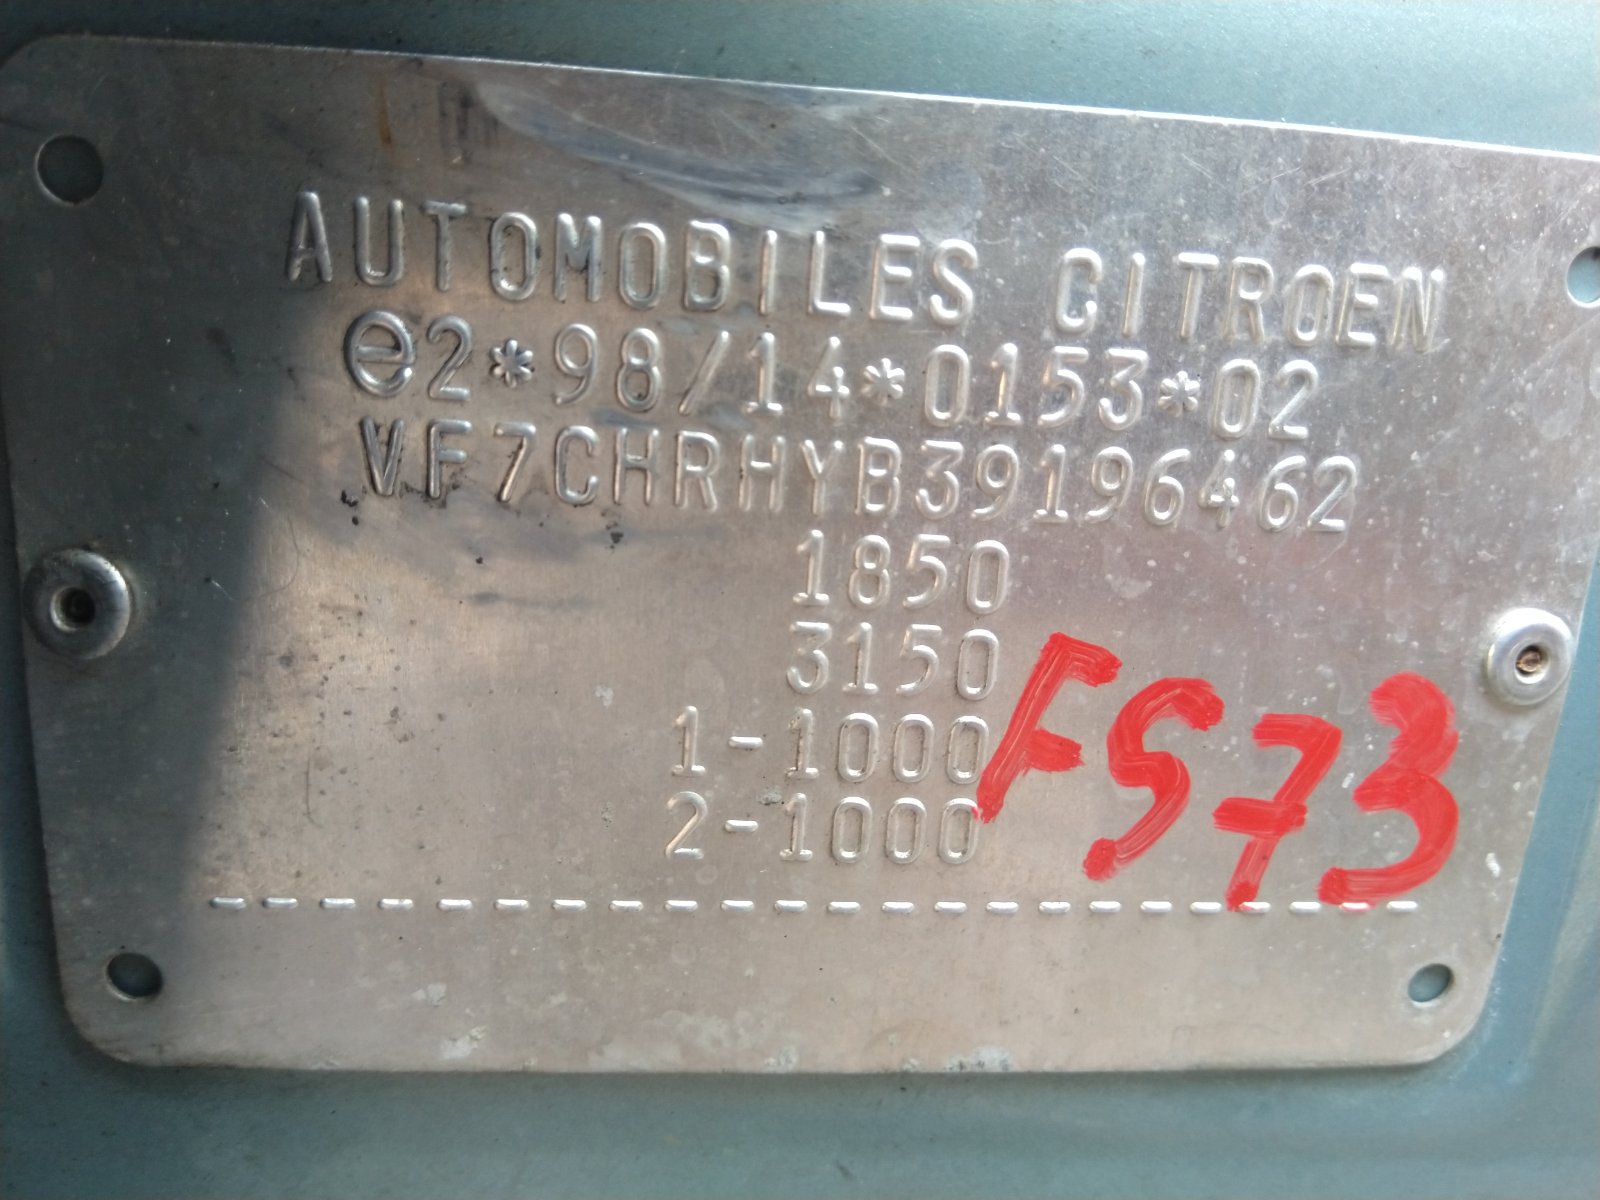 AUTOMOBILES CITROEN
e2*98/14*0153*02
VF7CHRHYB39196462
1850
3150
1-1000
2-1000
FS73
-----------------------